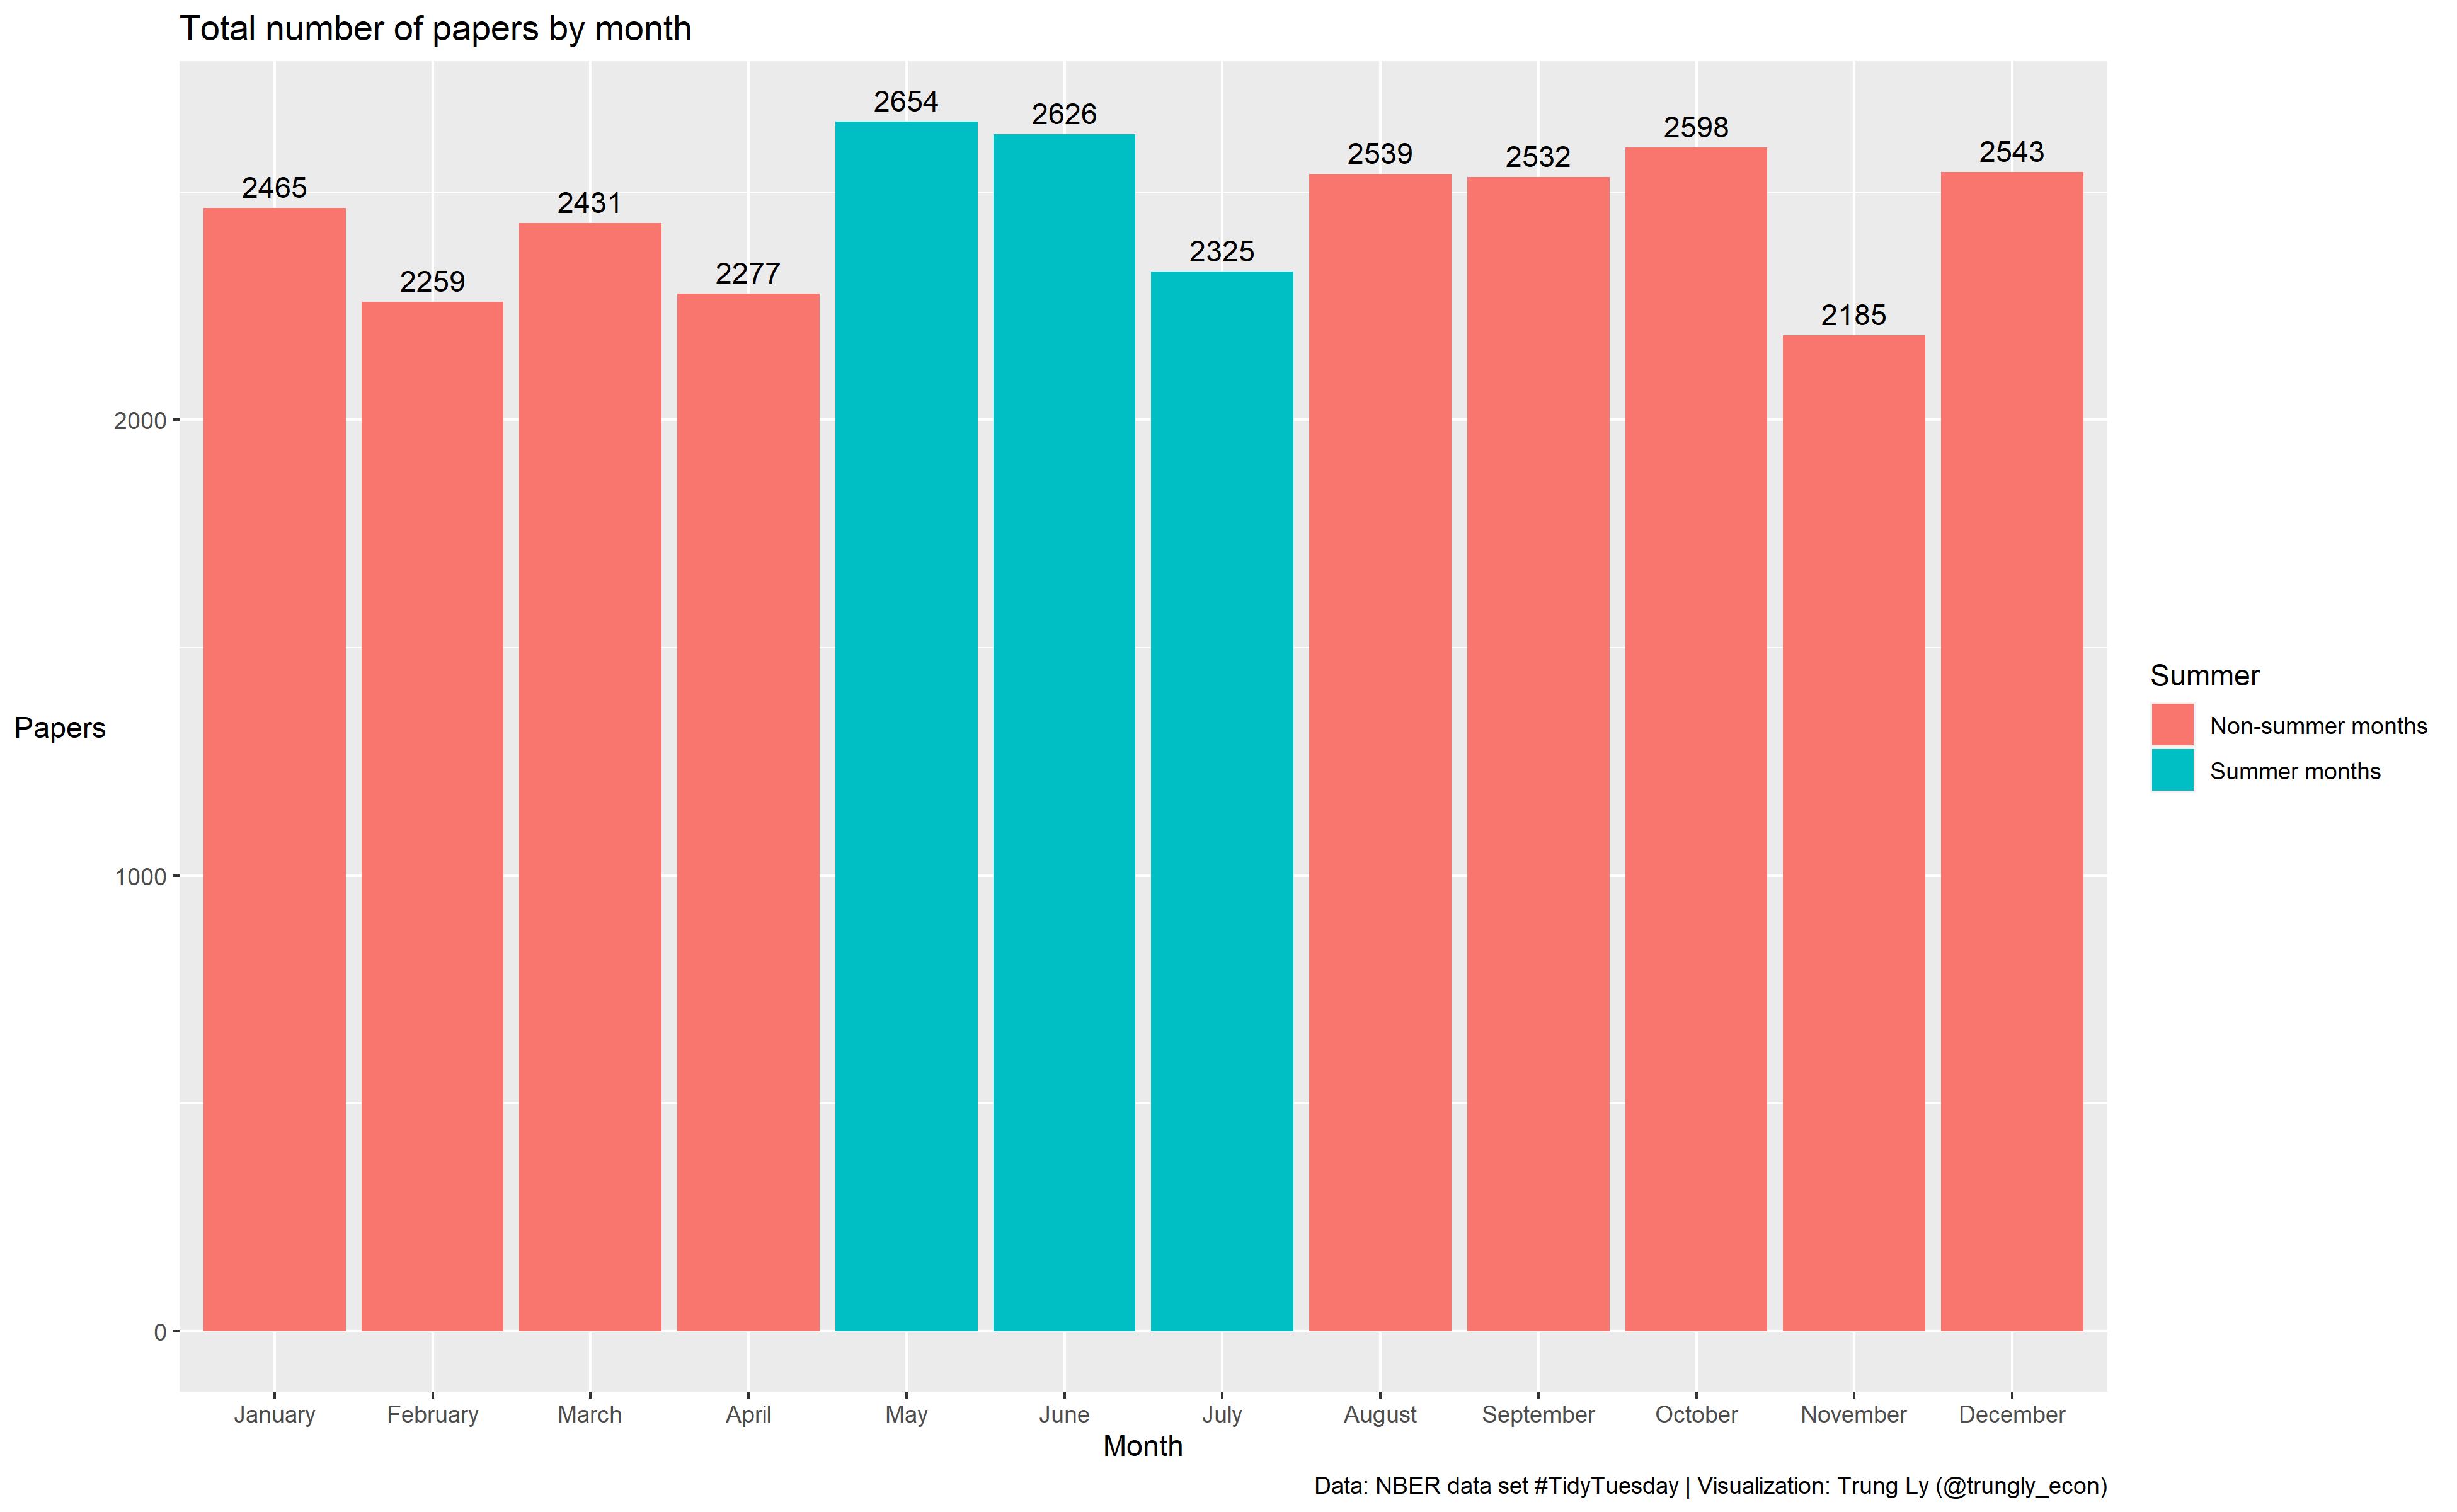 Total number of papers by month
2654
2626
2598
2539
2532
2543
2465
2431
2325
2259
2277
2185
2000
1000
0
Papers
Summer
Non-summer months
Summer months
January February March April May June July August September October November December
Month
Data: NBER data set #TidyTuesday | Visualization: Trung Ly (@trungly_econ)